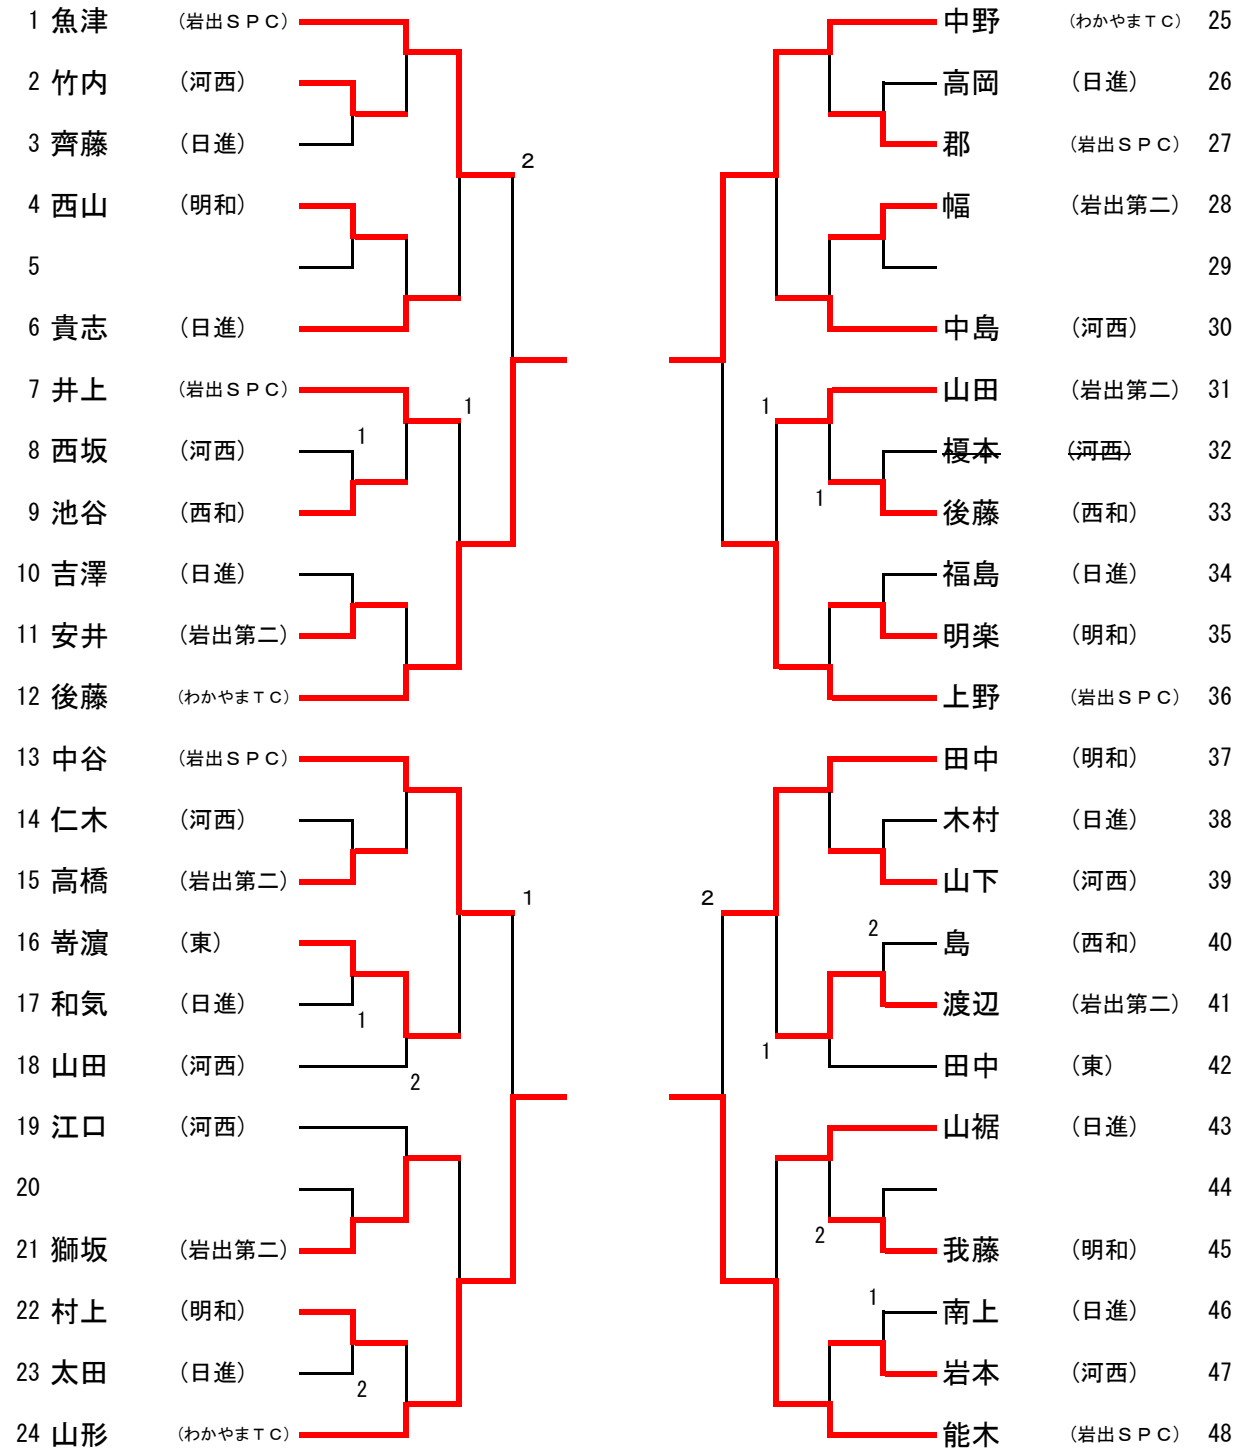 1 魚津 (岩出SPC) 中野 (わかやまTC) 25
2 竹内 (河西) 高岡 (日進) 26
3 齊藤 (日進) 郡 (岩出SPC) 27
2
4 西山 (明和) 幅 (岩出第二) 28
5 29
6 貴志 (日進) 中島 (河西) 30
7 井上 (岩出SPC) 山田 (岩出第二) 31
1 1
1
8 西坂 (河西) 榎本 (河西) 32
1
9 池谷 (西和) 後藤 (西和) 33
10 吉澤 (日進) 福島 (日進) 34
11 安井 (岩出第二) 明楽 (明和) 35
12 後藤 (わかやまTC) 上野 (岩出SPC) 36
13 中谷 (岩出SPC) 田中 (明和) 37
14 仁木 (河西) 木村 (日進) 38
15 高橋 (岩出第二) 山下 (河西) 39
1 2
2
16 嵜濵 (東) 島 (西和) 40
17 和気 (日進) 渡辺 (岩出第二) 41
1
1
18 山田 (河西) 田中 (東) 42
2
19 江口 (河西) 山裾 (日進) 43
20 44
2
21 獅坂 (岩出第二) 我藤 (明和) 45
1
22 村上 (明和) 南上 (日進) 46
23 太田 (日進) 岩本 (河西) 47
2
24 山形 (わかやまTC) 能木 (岩出SPC) 48